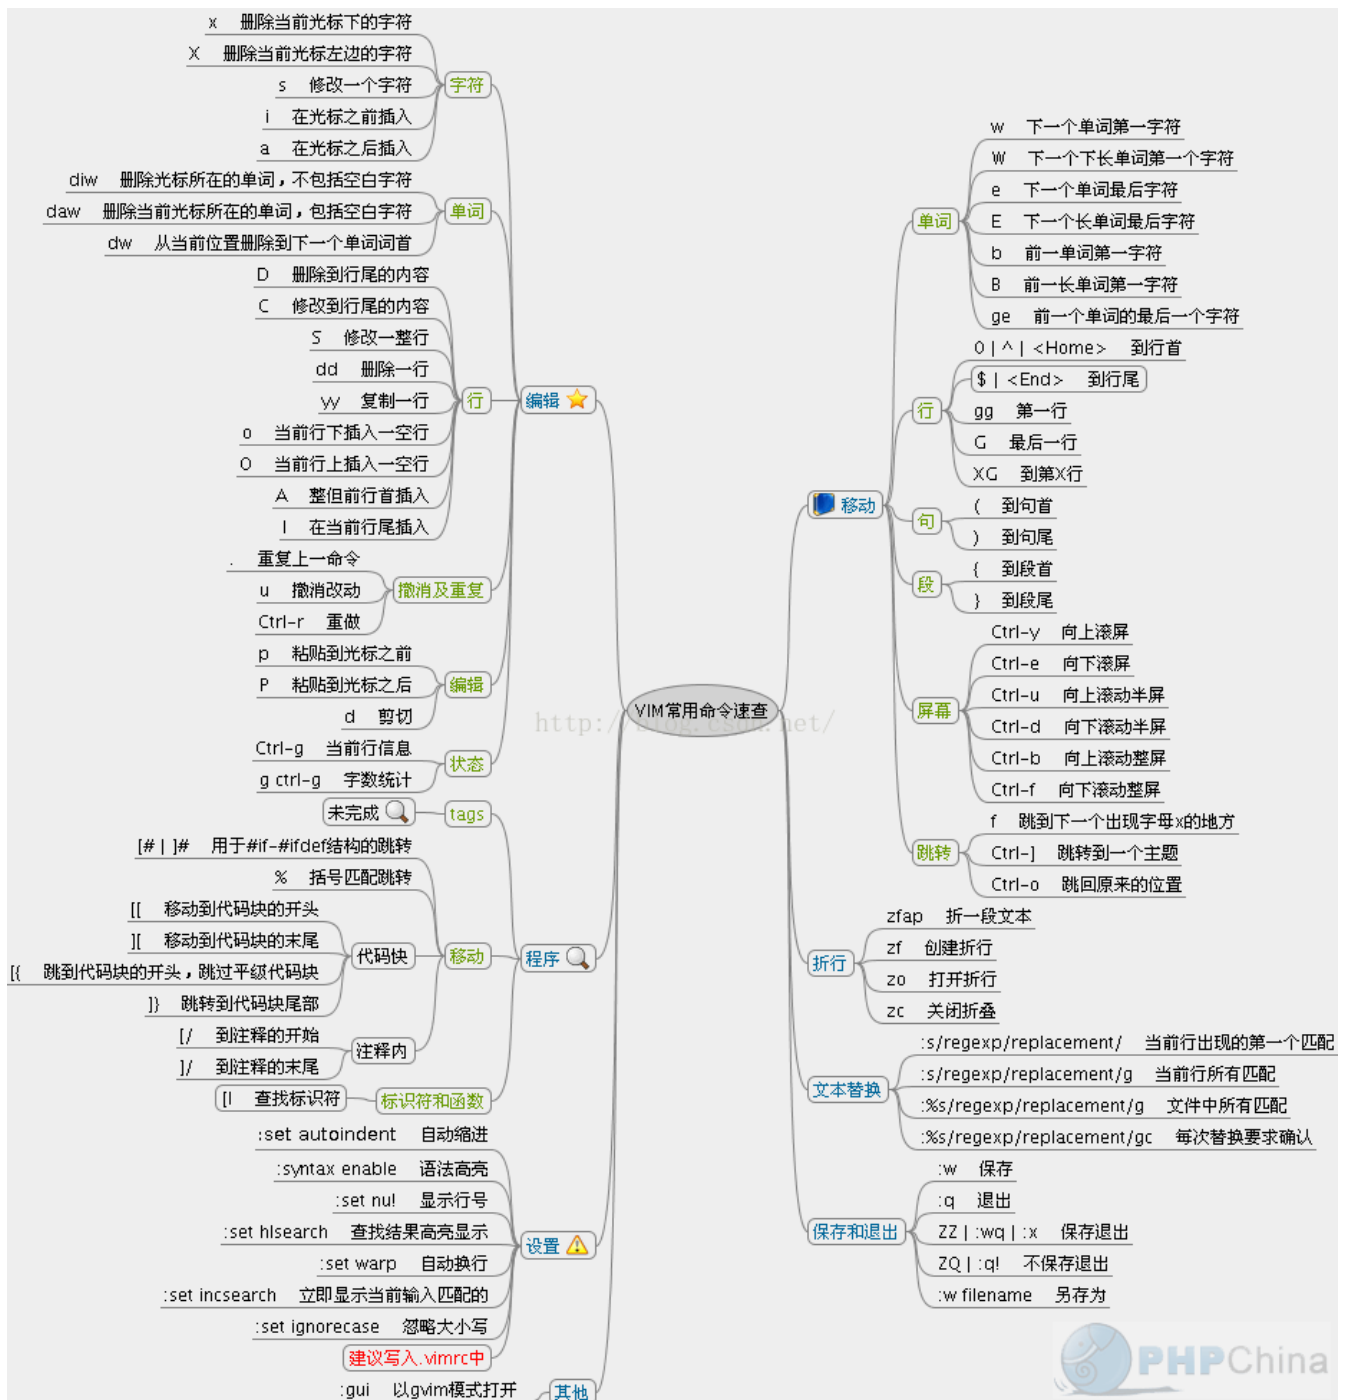 VIM常用命令速查
编辑
字符
x 删除当前光标下的字符
X 删除当前光标左边的字符
s 修改一个字符
i 在光标之前插入
a 在光标之后插入
单词
diw 删除光标所在的单词，不包括空白字符
daw 删除当前光标所在的单词，包括空白字符
dw 从当前位置删除到下一个单词词首
行
D 删除到行尾的内容
C 修改到行尾的内容
S 修改一整行
dd 删除一行
yy 复制一行
o 当前行下插入一空行
O 当前行上插入一空行
A 整但前行首插入
I 在当前行尾插入
撤消及重复
. 重复上一命令
u 撤消改动
Ctrl-r 重做
编辑
p 粘贴到光标之前
P 粘贴到光标之后
d 剪切
状态
Ctrl-g 当前行信息
g ctrl-g 字数统计
程序
tags
未完成
移动
[# | ]# 用于#if-#ifdef结构的跳转
% 括号匹配跳转
代码快
[[ 移动到代码块的开头
][ 移动到代码块的末尾
[{ 跳到代码块的开头，跳过平级代码块
]} 跳转到代码块尾部
注释内
[/ 到注释的开始
]/ 到注释的末尾
标识符和函数
[I 查找标识符
设置
:set autoindent 自动缩进
:syntax enable 语法高亮
:set nu! 显示行号
:set hlsearch 查找结果高亮显示
:set warp 自动换行
:set incsearch 立即显示当前输入匹配的
:set ignorecase 忽略大小写
建议写入.vimrc中
其他
:gui 以gvim模式打开
移动
单词
w 下一个单词第一字符
W 下一个下长单词第一个字符
e 下一个单词最后字符
E 下一个长单词最后字符
b 前一单词第一字符
B 前一长单词第一字符
ge 前一个单词的最后一个字符
行
0 | ^ | <Home> 到行首
$ | <End> 到行尾
gg 第一行
G 最后一行
XG 到第X行
句
( 到句首
) 到句尾
段
{ 到段首
} 到段尾
屏幕
Ctrl-y 向上滚屏
Ctrl-e 向下滚屏
Ctrl-u 向上滚动半屏
Ctrl-d 向下滚动半屏
Ctrl-b 向上滚动整屏
Ctrl-f 向下滚动整屏
跳转
f 跳到下一个出现字母x的地方
Ctrl-] 跳转到一个主题
Ctrl-o 跳回原来的位置
折行
zfap 折一段文本
zf 创建折行
zo 打开折行
zc 关闭折叠
文本替换
:s/regexp/replacement/ 当前行出现的第一个匹配
:s/regexp/replacement/g 当前行所有匹配
:%s/regexp/replacement/g 文件中所有匹配
:%s/regexp/replacement/gc 每次替换要求确认
保存和退出
:w 保存
:q 退出
ZZ | :wq | :x 保存退出
ZQ | :q! 不保存退出
:w filename 另存为
http://blog.csdn.net/
PHPChina